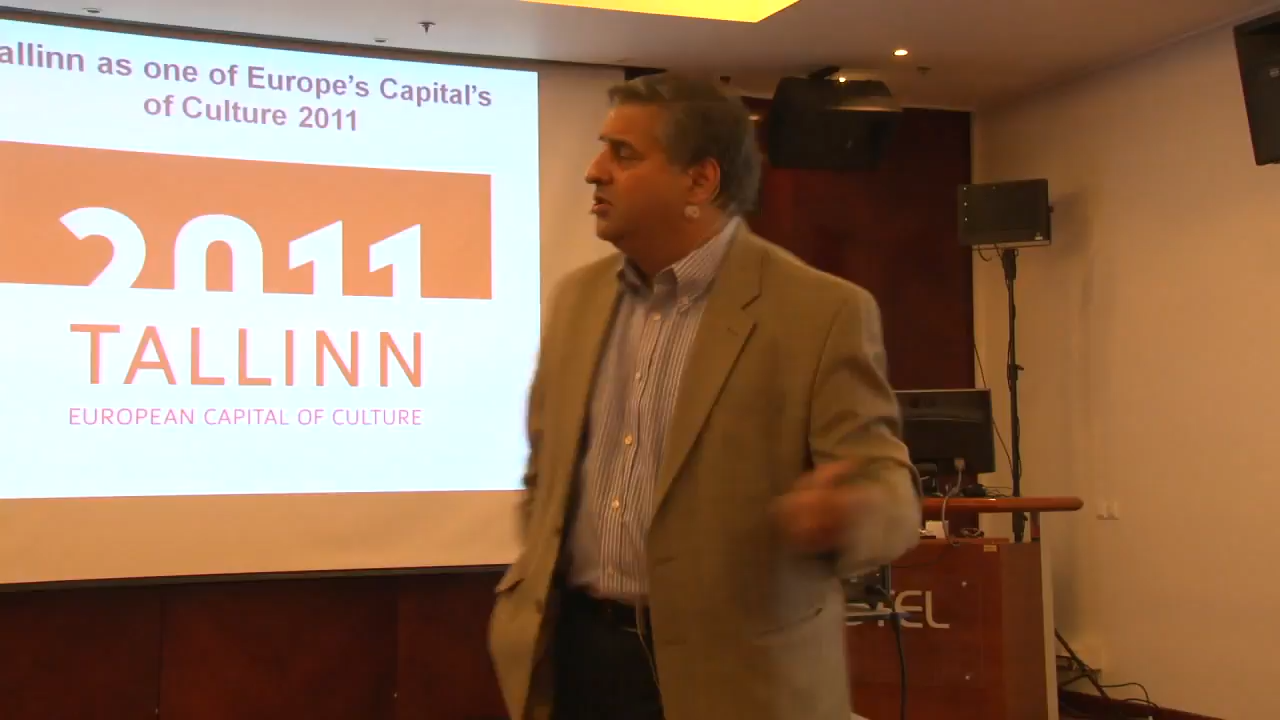 allinn as one of Europe's Capital's
of Culture 2011
2011
TALLINN
EUROPEAN CAPITAL OF CULTURE